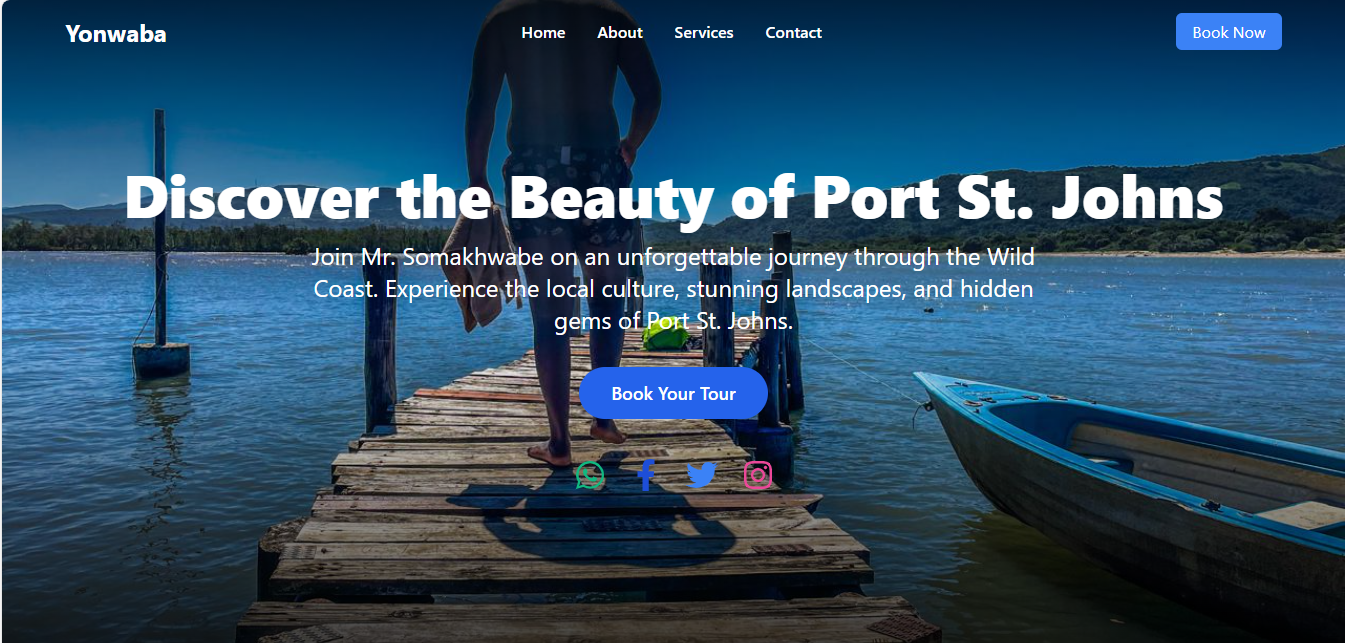 Yonwaba
Home About Services Contact
Book Now
Discover the Beauty of Port St. Johns
Join Mr. Somakhwabe on an unforgettable journey through the Wild
Coast. Experience the local culture, stunning landscapes, and hidden
gems of Port St. Johns.
Book Your Tour